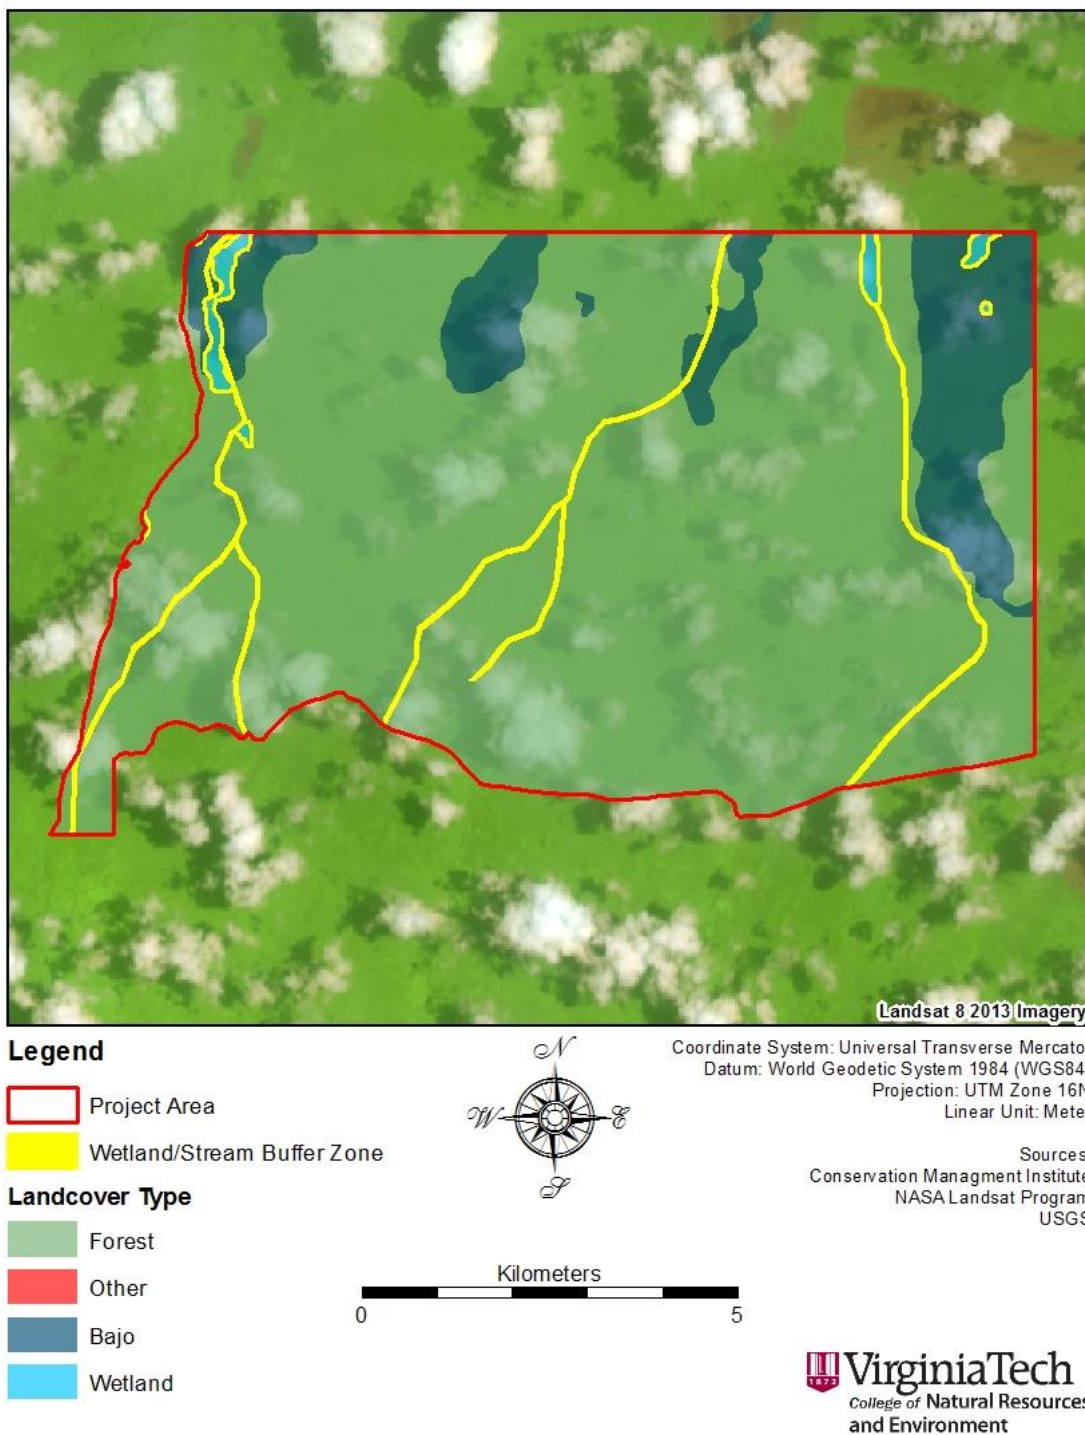 Landsat 8 2013 Imagery
Legend
Project Area
Wetland/Stream Buffer Zone
Landcover Type
Forest
Other
Bajo
Wetland
N
W
E
S
Kilometers
0 5
Coordinate System: Universal Transverse Mercato
Datum: World Geodetic System 1984 (WGS84
Projection: UTM Zone 16N
Linear Unit: Mete
Sources
Conservation Managment Institute
NASA Landsat Program
USGS
1872
VirginiaTech
College of Natural Resources
and Environment